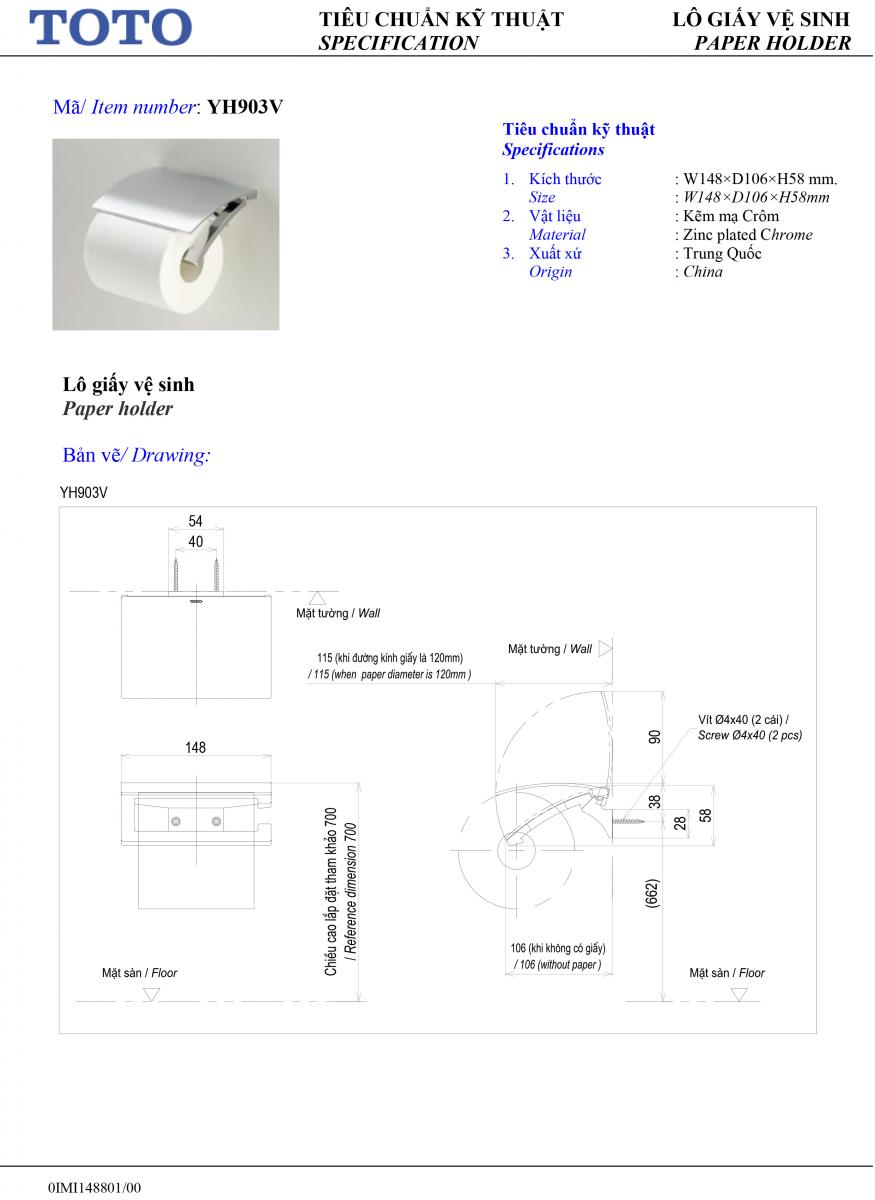 TOTO
TIÊU CHUẨN KỸ THUẬT
SPECIFICATION
LÔ GIẤY VỆ SINH
PAPER HOLDER
Mã/ Item number: YH903V
Tiêu chuẩn kỹ thuật
Specifications
1. Kích thước : W148×D106×H58 mm.
Size : W148×D106×H58mm
2. Vật liệu : Kẽm mạ Crôm
Material : Zinc plated Chrome
3. Xuất xứ : Trung Quốc
Origin : China
Lô giấy vệ sinh
Paper holder
Bản vẽ/ Drawing:
YH903V
54
40
TOTO
Mặt tường / Wall
115 (khi đường kính giấy là 120mm)
/ 115 (when paper diameter is 120mm )
Mặt tường / Wall
Vít Ø4x40 (2 cái) /
Screw Ø4x40 (2 pcs)
90
148
38
28
58
Chiều cao lắp đặt tham khảo 700
/ Reference dimension 700
(662)
106 (khi không có giấy)
/ 106 (without paper )
Mặt sàn / Floor
Mặt sàn / Floor
0IMI148801/00